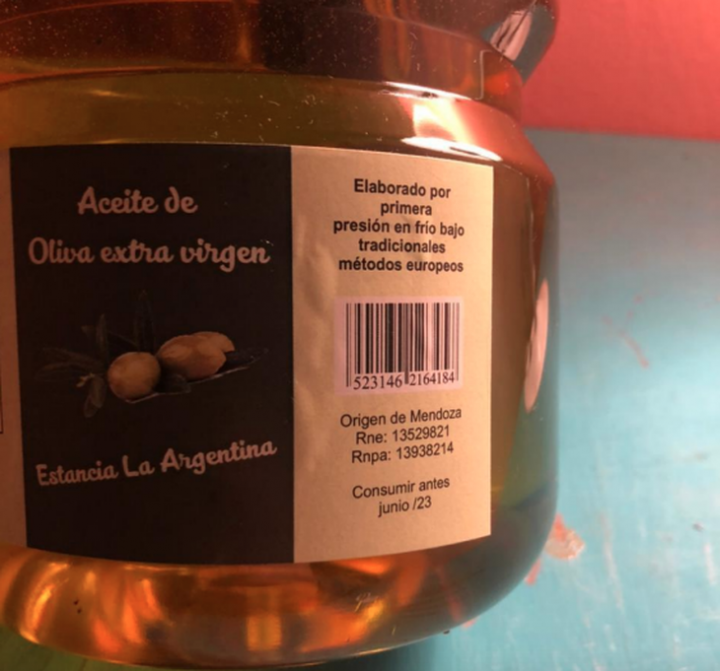 Aceite de
Oliva extra virgen
Estancia La Argentina
Elaborado por
primera
presión en frío bajo
tradicionales
métodos europeos
523146 2164184
Origen de Mendoza
Rne: 13529821
Rnpa: 13938214
Consumir antes
junio /23